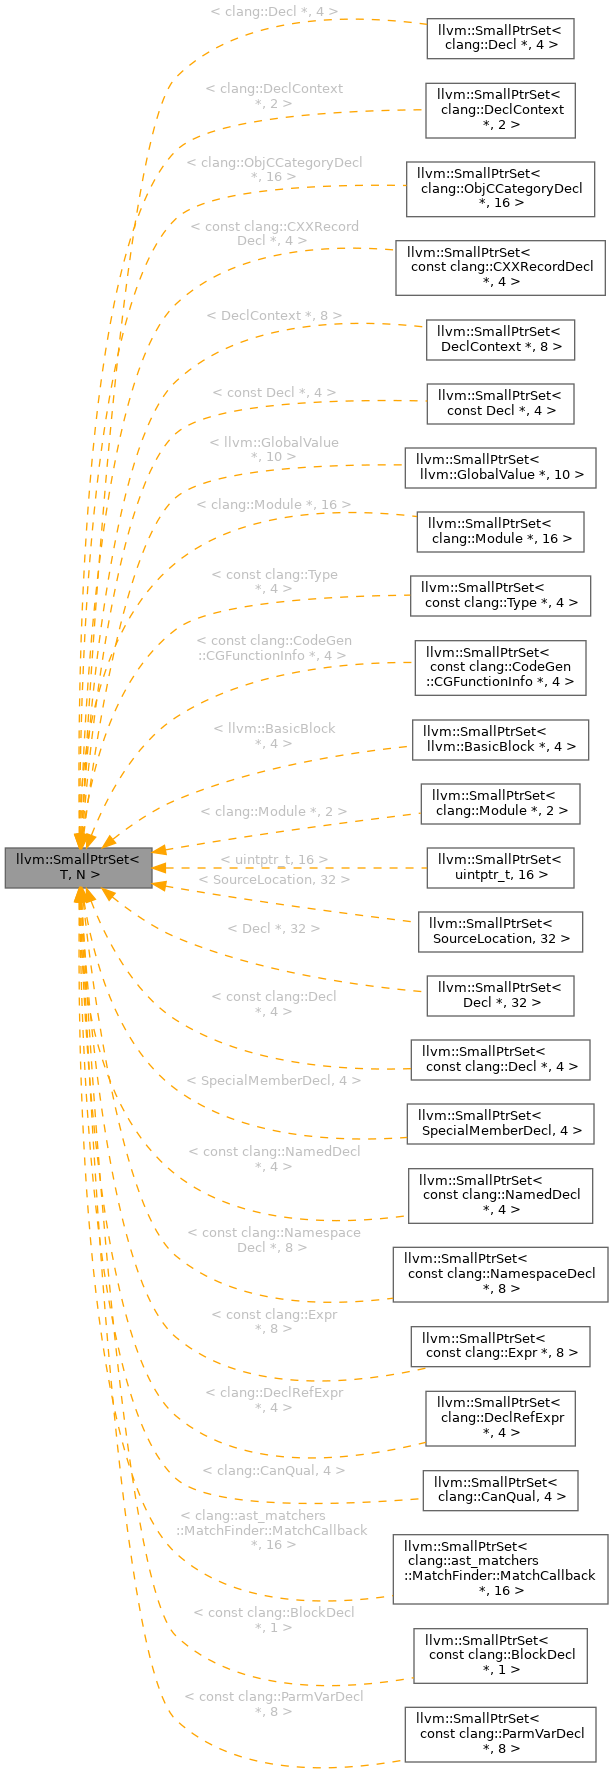 < clang::Decl *, 4 >
llvm::SmallPtrSet<
clang::Decl *, 4 >
< clang::DeclContext
*, 2 >
llvm::SmallPtrSet<
clang::DeclContext
*, 2 >
< clang::ObjCCategoryDecl
*, 16 >
llvm::SmallPtrSet<
clang::ObjCCategoryDecl
*, 16 >
< const clang::CXXRecord
Decl *, 4 >
llvm::SmallPtrSet<
const clang::CXXRecordDecl
*, 4 >
< DeclContext *, 8 >
llvm::SmallPtrSet<
DeclContext *, 8 >
< const Decl *, 4 >
llvm::SmallPtrSet<
const Decl *, 4 >
< llvm::GlobalValue
*, 10 >
llvm::SmallPtrSet<
llvm::GlobalValue *, 10 >
< clang::Module *, 16 >
llvm::SmallPtrSet<
clang::Module *, 16 >
< const clang::Type
*, 4 >
llvm::SmallPtrSet<
const clang::Type *, 4 >
< const clang::CodeGen
::CGFunctionInfo *, 4 >
llvm::SmallPtrSet<
const clang::CodeGen
::CGFunctionInfo *, 4 >
< llvm::BasicBlock
*, 4 >
llvm::SmallPtrSet<
llvm::BasicBlock *, 4 >
< clang::Module *, 2 >
llvm::SmallPtrSet<
clang::Module *, 2 >
llvm::SmallPtrSet<
T, N >
< uintptr_t, 16 >
llvm::SmallPtrSet<
uintptr_t, 16 >
< SourceLocation, 32 >
llvm::SmallPtrSet<
SourceLocation, 32 >
< Decl *, 32 >
llvm::SmallPtrSet<
Decl *, 32 >
< const clang::Decl
*, 4 >
llvm::SmallPtrSet<
const clang::Decl *, 4 >
< SpecialMemberDecl, 4 >
llvm::SmallPtrSet<
SpecialMemberDecl, 4 >
< const clang::NamedDecl
*, 4 >
llvm::SmallPtrSet<
const clang::NamedDecl
*, 4 >
< const clang::Namespace
Decl *, 8 >
llvm::SmallPtrSet<
const clang::NamespaceDecl
*, 8 >
< const clang::Expr
*, 8 >
llvm::SmallPtrSet<
const clang::Expr *, 8 >
< clang::DeclRefExpr
*, 4 >
llvm::SmallPtrSet<
clang::DeclRefExpr
*, 4 >
< clang::CanQual, 4 >
llvm::SmallPtrSet<
clang::CanQual, 4 >
< clang::ast_matchers
::MatchFinder::MatchCallback
*, 16 >
llvm::SmallPtrSet<
clang::ast_matchers
::MatchFinder::MatchCallback
*, 16 >
< const clang::BlockDecl
*, 1 >
llvm::SmallPtrSet<
const clang::BlockDecl
*, 1 >
< const clang::ParmVarDecl
*, 8 >
llvm::SmallPtrSet<
const clang::ParmVarDecl
*, 8 >